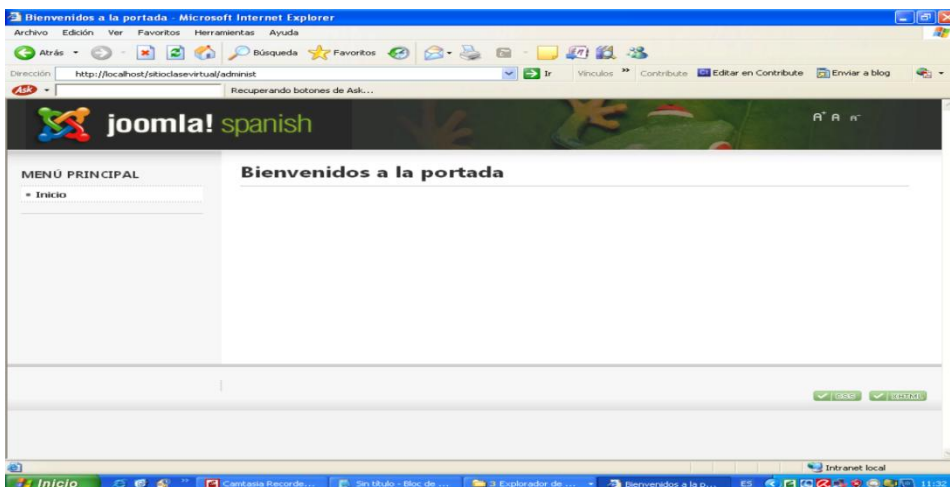 Bienvenidos a la portada - Microsoft Internet Explorer
Archivo Edición Ver Favoritos Herramientas Ayuda
Atrás Búsqueda Favoritos
Dirección http://localhost/sitioclasevirtual/administ Ir Vínculos » Contribute Editar en Contribute Enviar a blog
Ask Recuperando botones de Ask...
joomla! spanish A+ A A-
MENÚ PRINCIPAL
Inicio
Bienvenidos a la portada
CSS XHTML
Intranet local
Inicio Camtasia Recorde... Sin título - Bloc de ... 3 Explorador de ... Bienvenidos a la p... ES 11:32